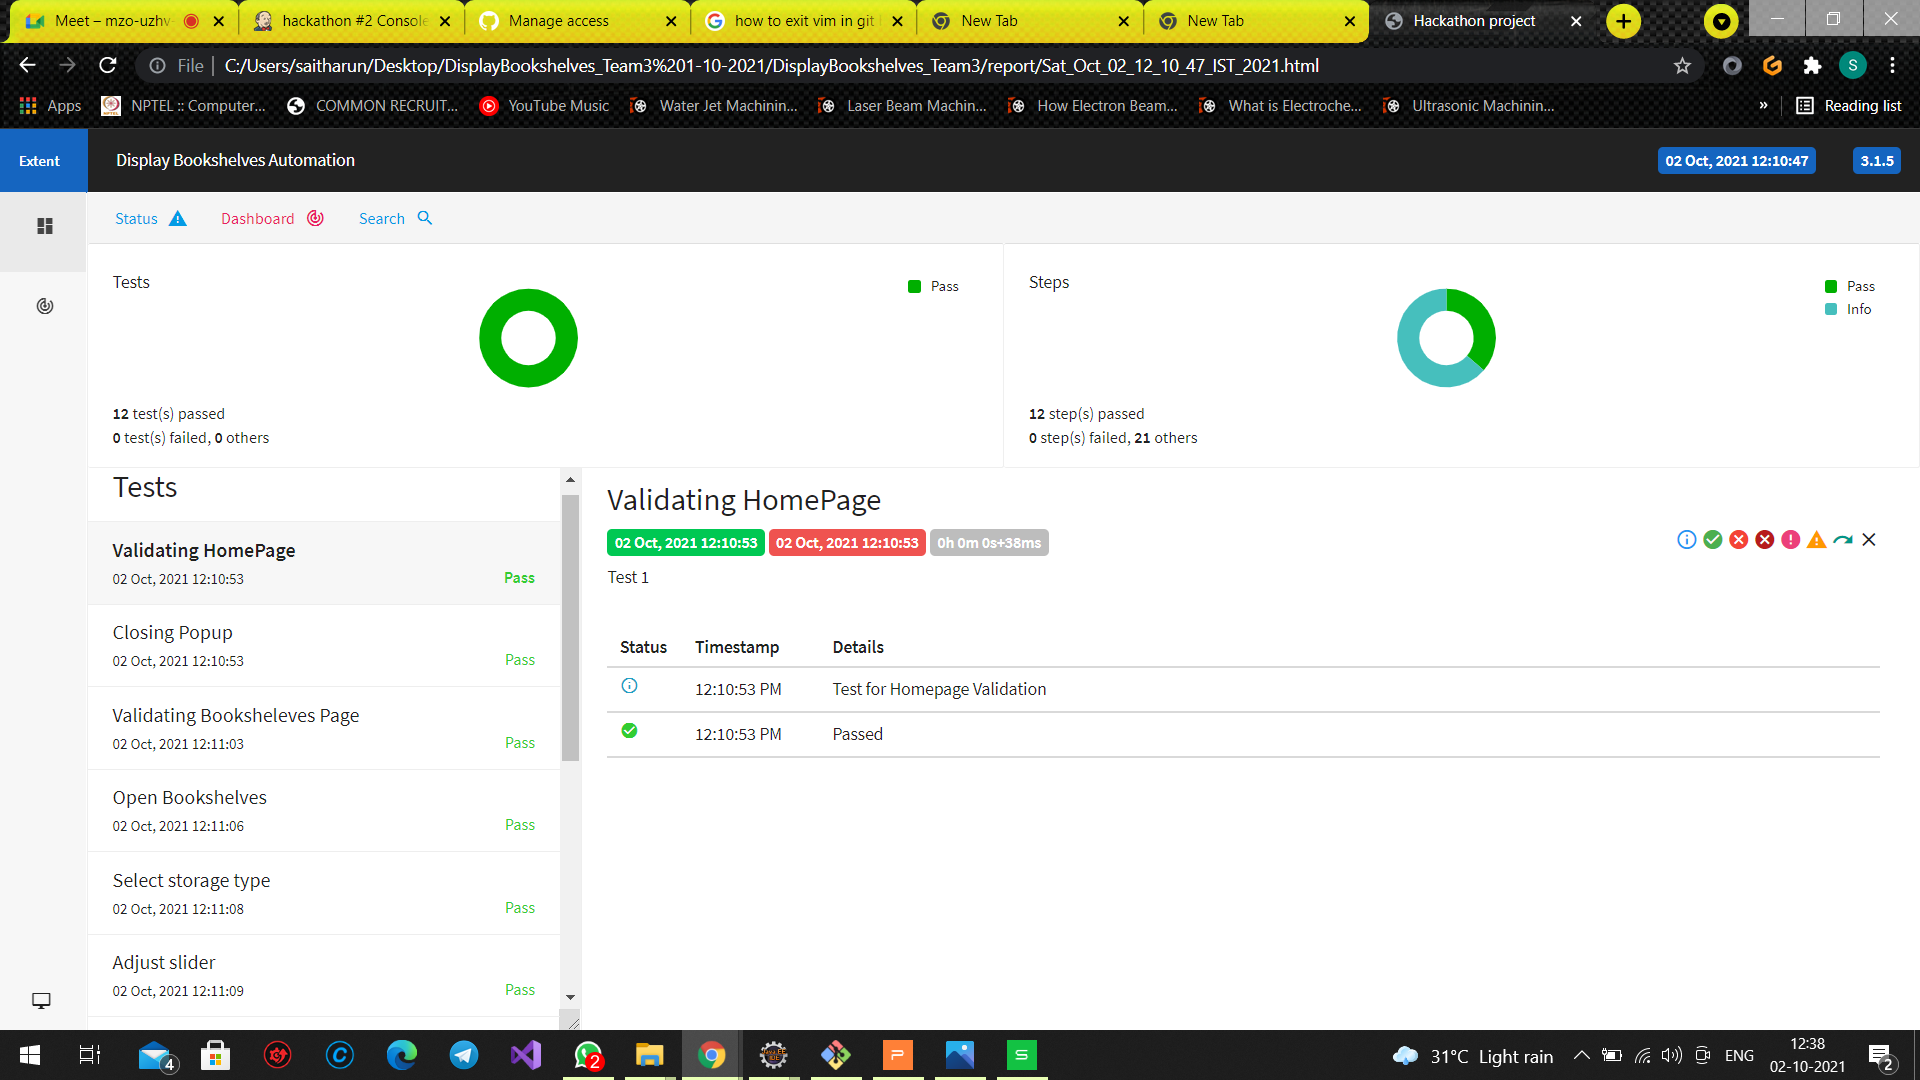 Meet – mzo-uzhv-
hackathon #2 Console
Manage access
how to exit vim in git
New Tab
New Tab
Hackathon project
File
C:/Users/saitharun/Desktop/DisplayBookshelves_Team3%201-10-2021/DisplayBookshelves_Team3/report/Sat_Oct_02_12_10_47_IST_2021.html
S
Apps
NPTEL :: Computer...
COMMON RECRUIT...
YouTube Music
Water Jet Machinin...
Laser Beam Machin...
How Electron Beam...
What is Electroche...
Ultrasonic Machinin...
»
Reading list
Extent
Display Bookshelves Automation
02 Oct, 2021 12:10:47
3.1.5
Status
Dashboard
Search
Tests
Pass
12 test(s) passed
0 test(s) failed, 0 others
Steps
Pass
Info
12 step(s) passed
0 step(s) failed, 21 others
Tests
Validating HomePage
02 Oct, 2021 12:10:53
Pass
Closing Popup
02 Oct, 2021 12:10:53
Pass
Validating Booksheleves Page
02 Oct, 2021 12:11:03
Pass
Open Bookshelves
02 Oct, 2021 12:11:06
Pass
Select storage type
02 Oct, 2021 12:11:08
Pass
Adjust slider
02 Oct, 2021 12:11:09
Pass
Validating HomePage
02 Oct, 2021 12:10:53
02 Oct, 2021 12:10:53
0h 0m 0s+38ms
Test 1
Status
Timestamp
Details
12:10:53 PM
Test for Homepage Validation
12:10:53 PM
Passed
4
2
31°C Light rain
ENG
12:38
02-10-2021
2